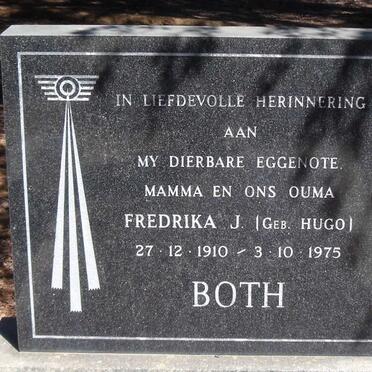 IN LIEFDEVOLLE HERINNERING
AAN
MY DIERBARE EGGENOTE,
MAMMA EN ONS OUMA
FREDRIKA J. (GEB. HUGO)
27 · 12 · 1910 – 3 · 10 · 1975
BOTH